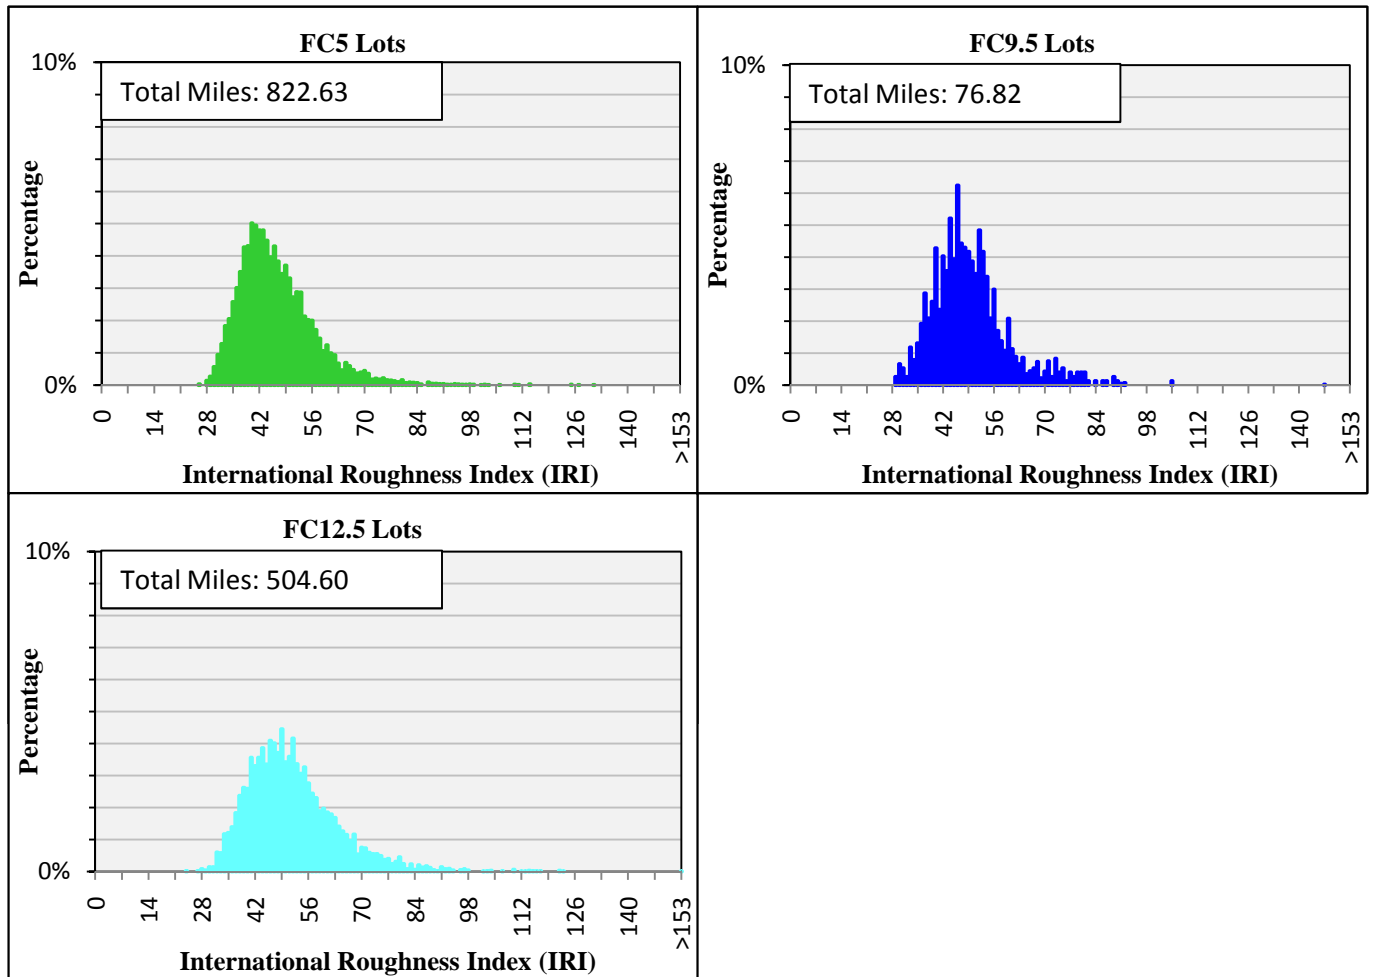 FC5 Lots
10%
Total Miles: 822.63
Percentage
0%
0 14 28 42 56 70 84 98 112 126 140 >153
International Roughness Index (IRI)
FC9.5 Lots
10%
Total Miles: 76.82
Percentage
0%
0 14 28 42 56 70 84 98 112 126 140 >153
International Roughness Index (IRI)
FC12.5 Lots
10%
Total Miles: 504.60
Percentage
0%
0 14 28 42 56 70 84 98 112 126 140 >153
International Roughness Index (IRI)